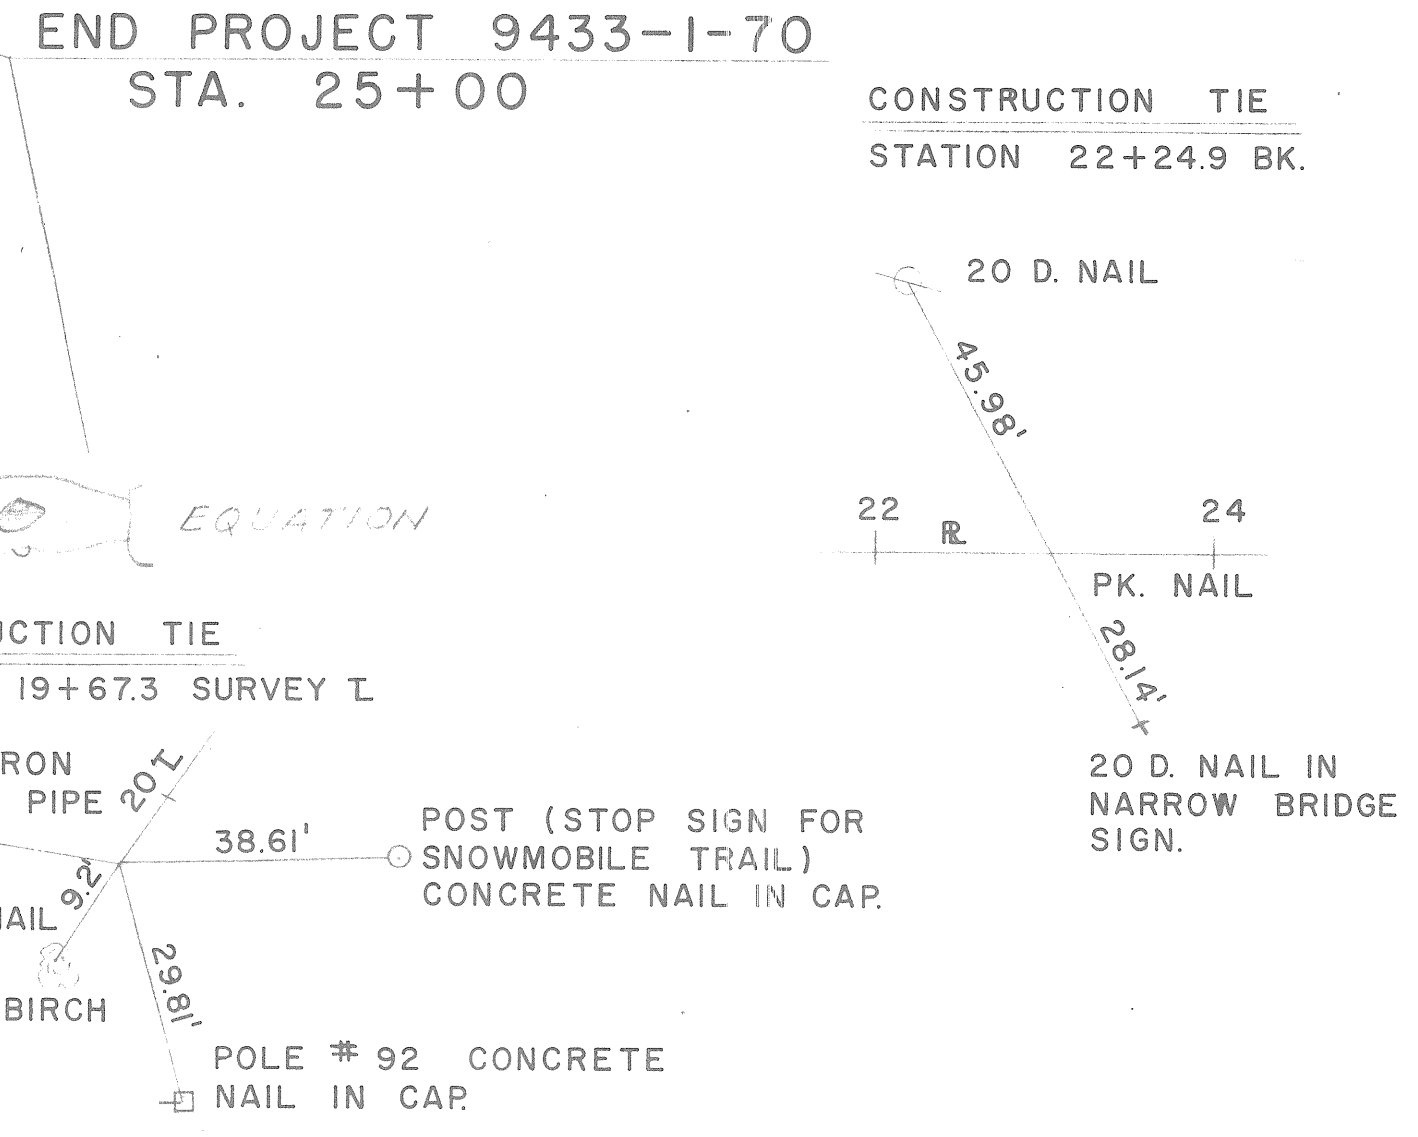 END PROJECT 9433-1-70
STA. 25+00
CONSTRUCTION TIE
STATION 22+24.9 BK.
20 D. NAIL
45.98'
22
24
PK. NAIL
28.14'
20 D. NAIL IN
NARROW BRIDGE
SIGN.
EQUATION
UCTION TIE
19+67.3 SURVEY
RON
PIPE
20
38.61'
POST (STOP SIGN FOR
SNOWMOBILE TRAIL)
CONCRETE NAIL IN CAP.
9.2'
NAIL
BIRCH
29.81'
POLE # 92 CONCRETE
NAIL IN CAP.